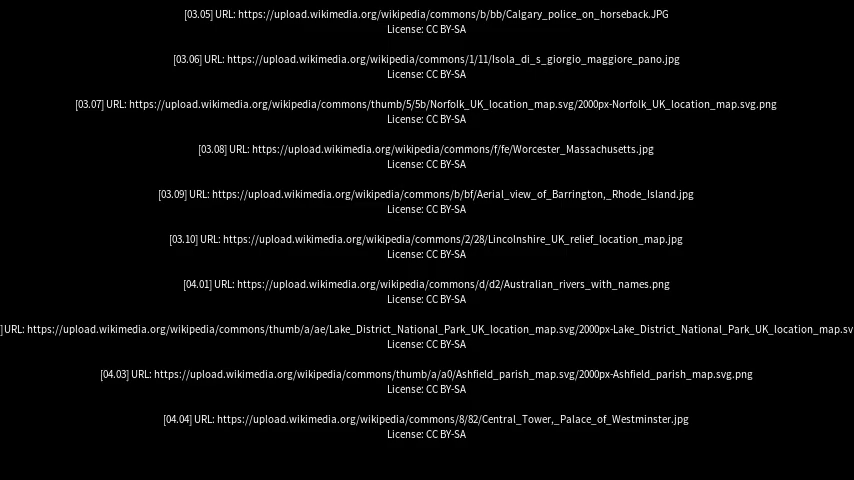 [03.05] URL: https://upload.wikimedia.org/wikipedia/commons/b/bb/Calgary_police_on_horseback.JPG
License: CC BY-SA
[03.06] URL: https://upload.wikimedia.org/wikipedia/commons/1/11/Isola_di_s_giorgio_maggiore_pano.jpg
License: CC BY-SA
[03.07] URL: https://upload.wikimedia.org/wikipedia/commons/thumb/5/5b/Norfolk_UK_location_map.svg/2000px-Norfolk_UK_location_map.svg.png
License: CC BY-SA
[03.08] URL: https://upload.wikimedia.org/wikipedia/commons/f/fe/Worcester_Massachusetts.jpg
License: CC BY-SA
[03.09] URL: https://upload.wikimedia.org/wikipedia/commons/b/bf/Aerial_view_of_Barrington,_Rhode_Island.jpg
License: CC BY-SA
[03.10] URL: https://upload.wikimedia.org/wikipedia/commons/2/28/Lincolnshire_UK_relief_location_map.jpg
License: CC BY-SA
[04.01] URL: https://upload.wikimedia.org/wikipedia/commons/d/d2/Australian_rivers_with_names.png
License: CC BY-SA
] URL: https://upload.wikimedia.org/wikipedia/commons/thumb/a/ae/Lake_District_National_Park_UK_location_map.svg/2000px-Lake_District_National_Park_UK_location_map.sv
License: CC BY-SA
[04.03] URL: https://upload.wikimedia.org/wikipedia/commons/thumb/a/a0/Ashfield_parish_map.svg/2000px-Ashfield_parish_map.svg.png
License: CC BY-SA
[04.04] URL: https://upload.wikimedia.org/wikipedia/commons/8/82/Central_Tower,_Palace_of_Westminster.jpg
License: CC BY-SA